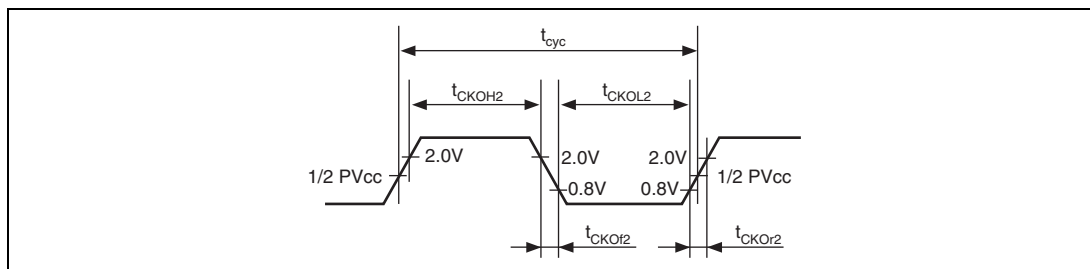 tcyc
tCKOH2 tCKOL2
2.0V 2.0V 2.0V
1/2 PVcc 1/2 PVcc
0.8V 0.8V
tCKOf2 tCKOr2